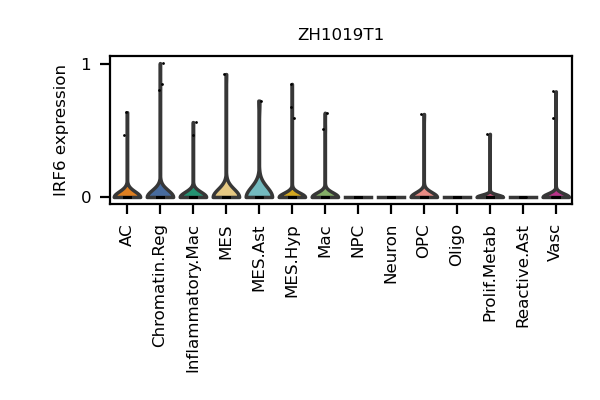 ZH1019T1
IRF6 expression
1
0
AC
Chromatin.Reg
Inflammatory.Mac
MES
MES.Ast
MES.Hyp
Mac
NPC
Neuron
OPC
Oligo
Prolif.Metab
Reactive.Ast
Vasc